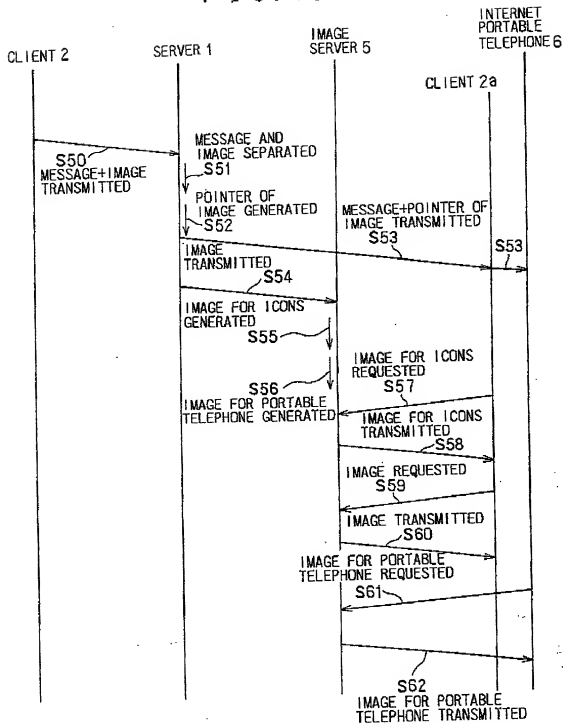 CLIENT 2
SERVER 1
IMAGE
SERVER 5
CLIENT 2a
INTERNET
PORTABLE
TELEPHONE 6
S50
MESSAGE+IMAGE
TRANSMITTED
MESSAGE AND
IMAGE SEPARATED
S51
POINTER OF
IMAGE GENERATED
S52
MESSAGE+POINTER OF
IMAGE TRANSMITTED
S53
S53
IMAGE
TRANSMITTED
S54
IMAGE FOR ICONS
GENERATED
S55
S56
IMAGE FOR PORTABLE
TELEPHONE GENERATED
IMAGE FOR ICONS
REQUESTED
S57
IMAGE FOR ICONS
TRANSMITTED
S58
IMAGE REQUESTED
S59
IMAGE TRANSMITTED
S60
IMAGE FOR PORTABLE
TELEPHONE REQUESTED
S61
S62
IMAGE FOR PORTABLE
TELEPHONE TRANSMITTED